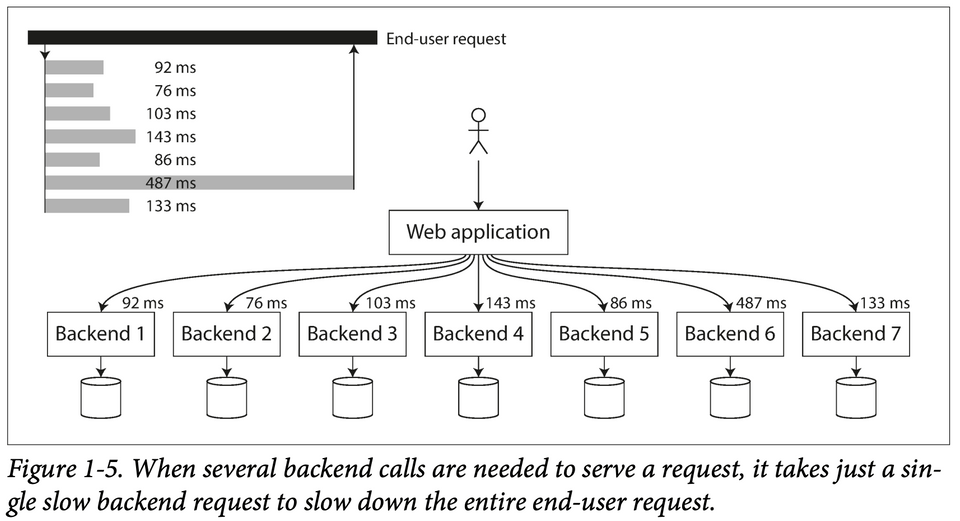 End-user request
92 ms
76 ms
103 ms
143 ms
86 ms
487 ms
133 ms
Web application
92 ms 76 ms 103 ms 143 ms 86 ms 487 ms 133 ms
Backend 1 Backend 2 Backend 3 Backend 4 Backend 5 Backend 6 Backend 7
Figure 1-5. When several backend calls are needed to serve a request, it takes just a sin-
gle slow backend request to slow down the entire end-user request.